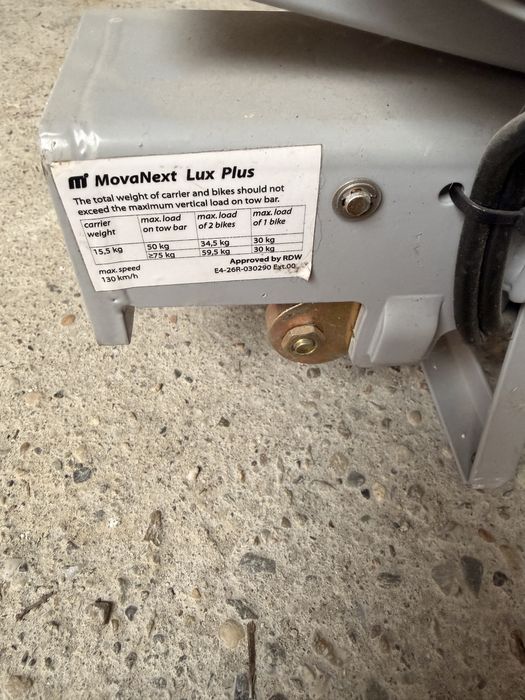 m MovaNext Lux Plus
The total weight of carrier and bikes should not
exceed the maximum vertical load on tow bar.
carrier weight max. load on tow bar max. load of 2 bikes max. load of 1 bike
15,5 kg 50 kg 34,5 kg 30 kg
≥75 kg 59,5 kg 30 kg
max. speed Approved by RDW
130 km/h E4-26R-030290 Ext.00